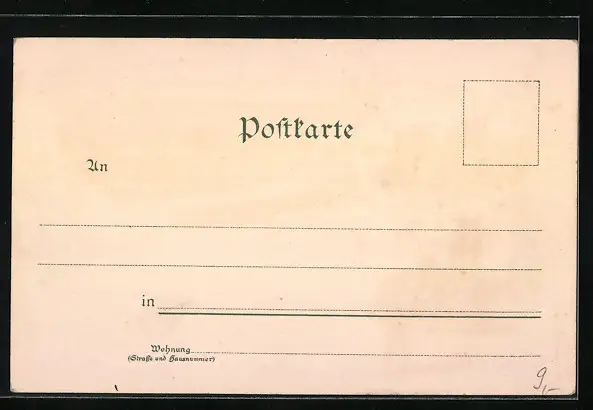 Postkarte
An
in
Wohnung
(Straße und Hausnummer)
9,-